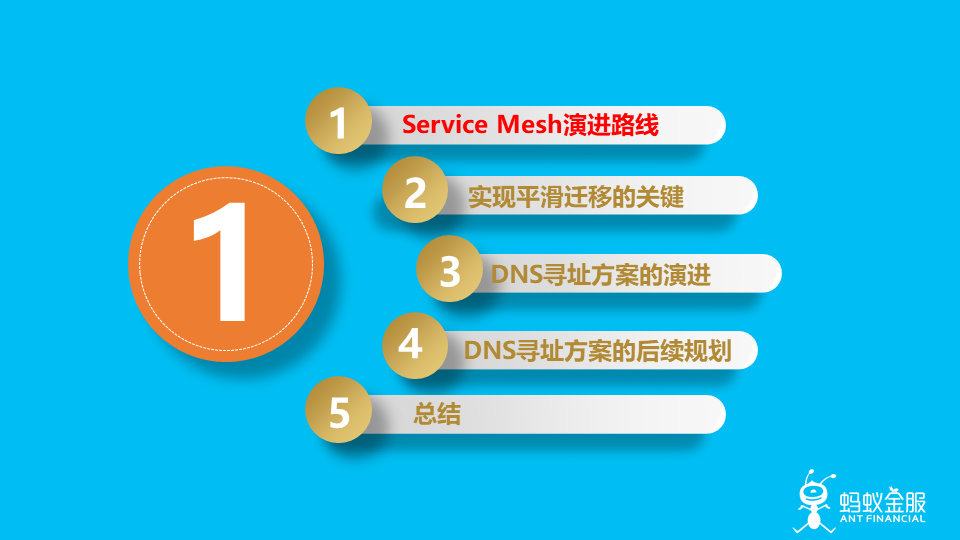 1
1 Service Mesh演进路线
2 实现平滑迁移的关键
3 DNS寻址方案的演进
4 DNS寻址方案的后续规划
5 总结
蚂蚁金服
ANT FINANCIAL